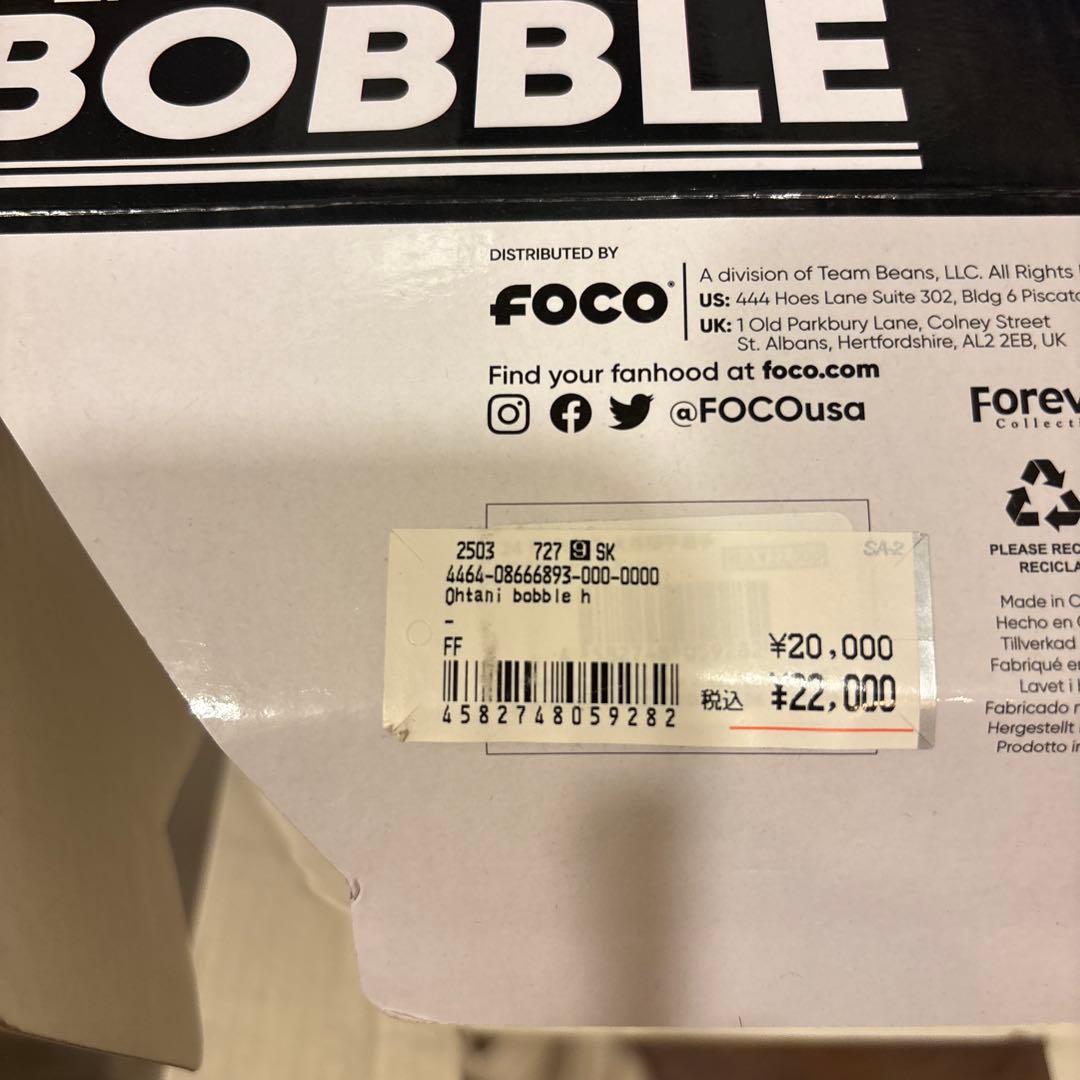 BOBBLE
DISTRIBUTED BY
FOCO
A division of Team Beans, LLC. All Rights
US: 444 Hoes Lane Suite 302, Bldg 6
UK: 1 Old Parkbury Lane, Colney Street
St. Albans, Hertfordshire, AL2 2EB, UK
Find your fanhood at foco.com
@FOCOusa
2503 727 9 SK
SA-2
4464-08666893-000-0000
Ohtani bobble h
-
FF
¥20,000
税込 ¥22,000
4582748059282
PLEASE
Made in
Hecho en
Tillverkad
Fabriqué
Lavet i
Fabricado
Hergestellt
Prodotto